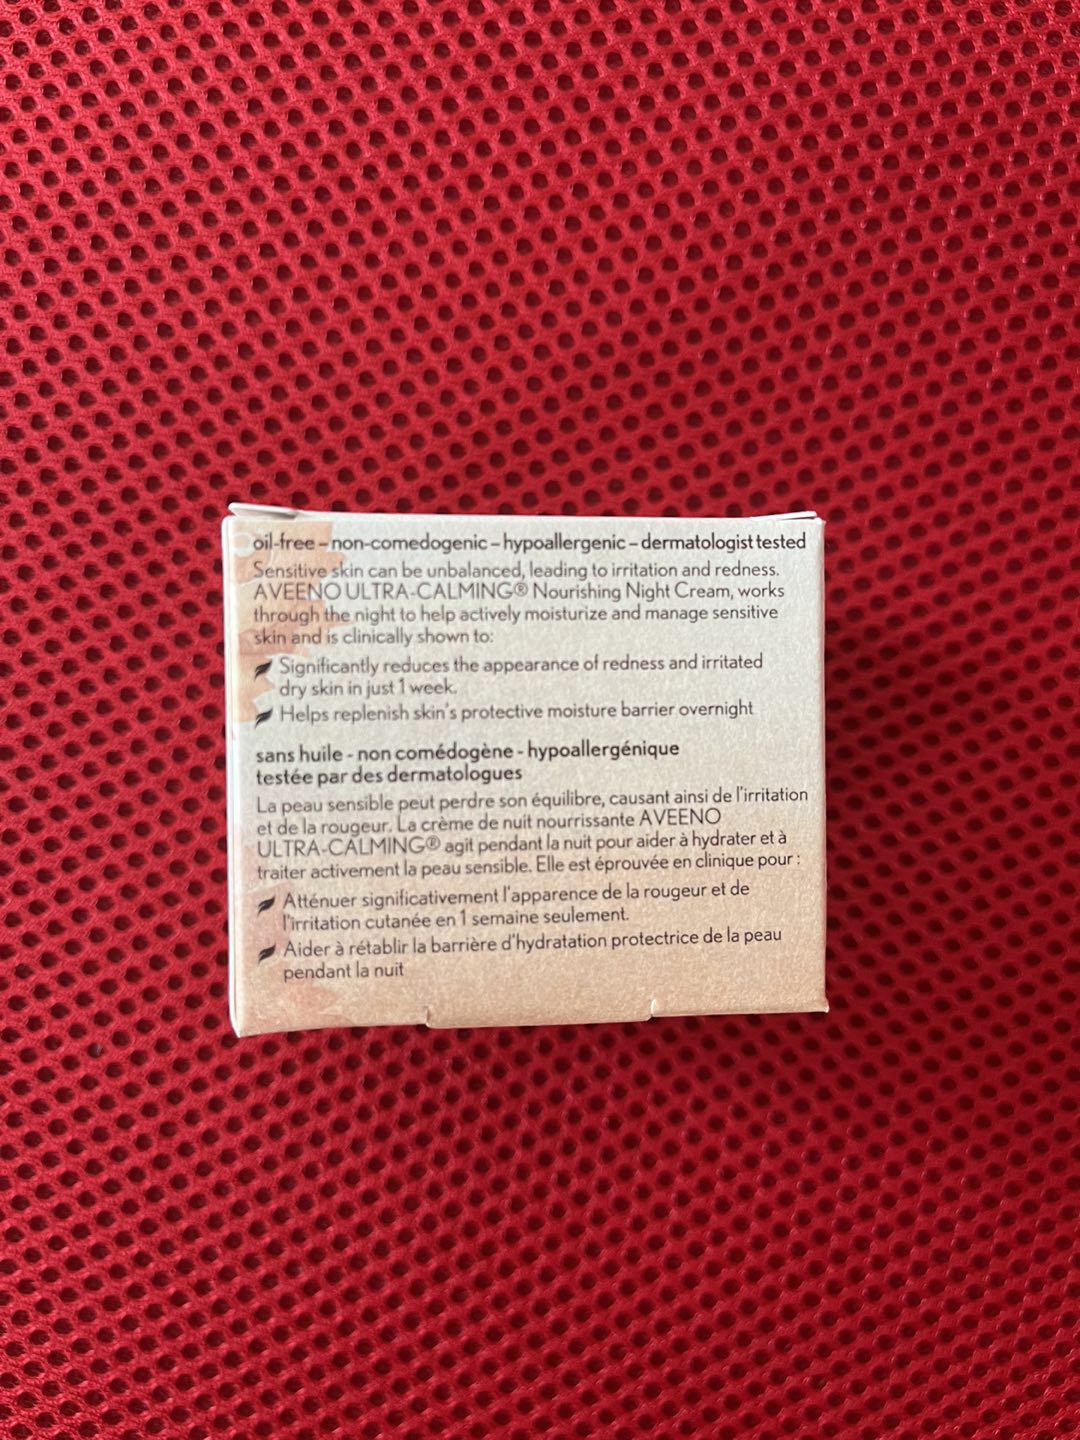 oil-free – non-comedogenic – hypoallergenic – dermatologist tested
Sensitive skin can be unbalanced, leading to irritation and redness.
AVEENO ULTRA-CALMING® Nourishing Night Cream, works
through the night to help actively moisturize and manage sensitive
skin and is clinically shown to:
Significantly reduces the appearance of redness and irritated
dry skin in just 1 week.
Helps replenish skin's protective moisture barrier overnight
sans huile - non comédogène - hypoallergénique
testée par des dermatologues
La peau sensible peut perdre son équilibre, causant ainsi de l'irritation
et de la rougeur. La crème de nuit nourrissante AVEENO
ULTRA-CALMING® agit pendant la nuit pour aider à hydrater et à
traiter activement la peau sensible. Elle est éprouvée en clinique pour :
Atténuer significativement l'apparence de la rougeur et de
l'irritation cutanée en 1 semaine seulement.
Aider à rétablir la barrière d'hydratation protectrice de la peau
pendant la nuit